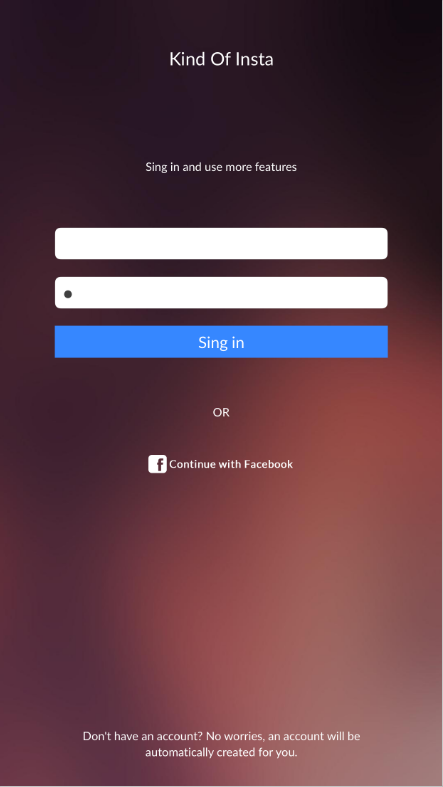 Kind Of Insta
Sing in and use more features
Sing in
OR
Continue with Facebook
Don't have an account? No worries, an account will be
automatically created for you.